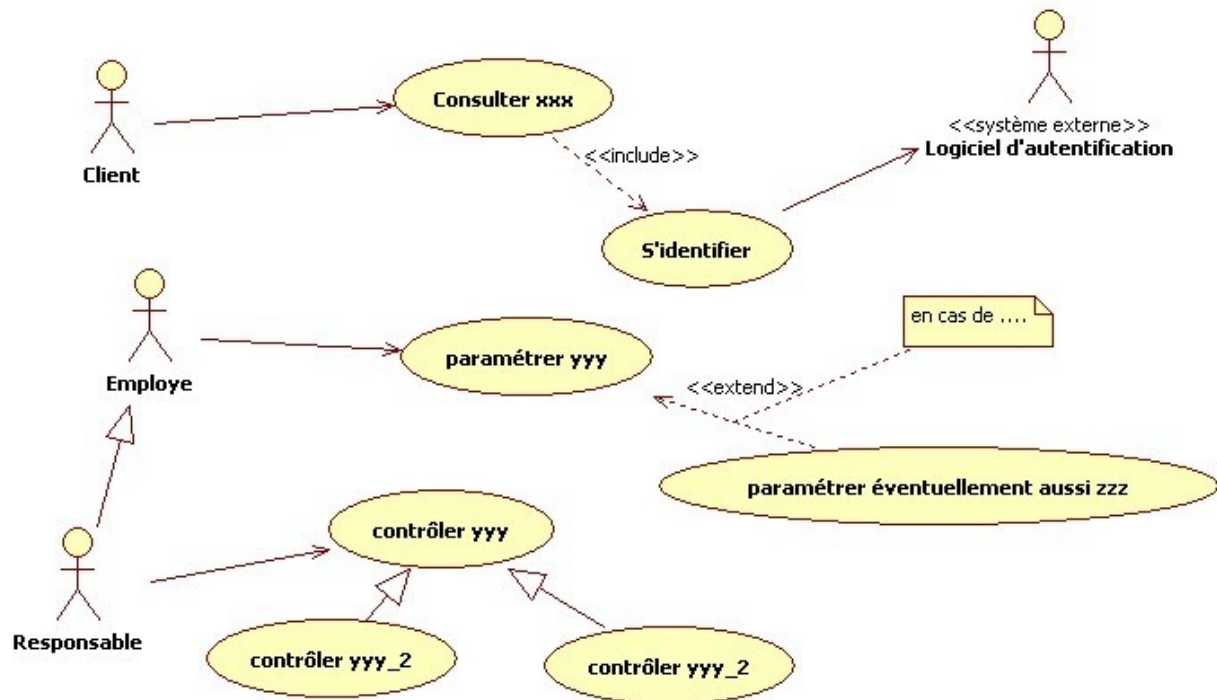 Consulter xxx
<<système externe>>
Logiciel d'autentification
<<include>>
Client
S'identifier
en cas de ....
paramétrer yyy
Employe
<<extend>>
paramétrer éventuellement aussi zzz
contrôler yyy
Responsable
contrôler yyy_2
contrôler yyy_2